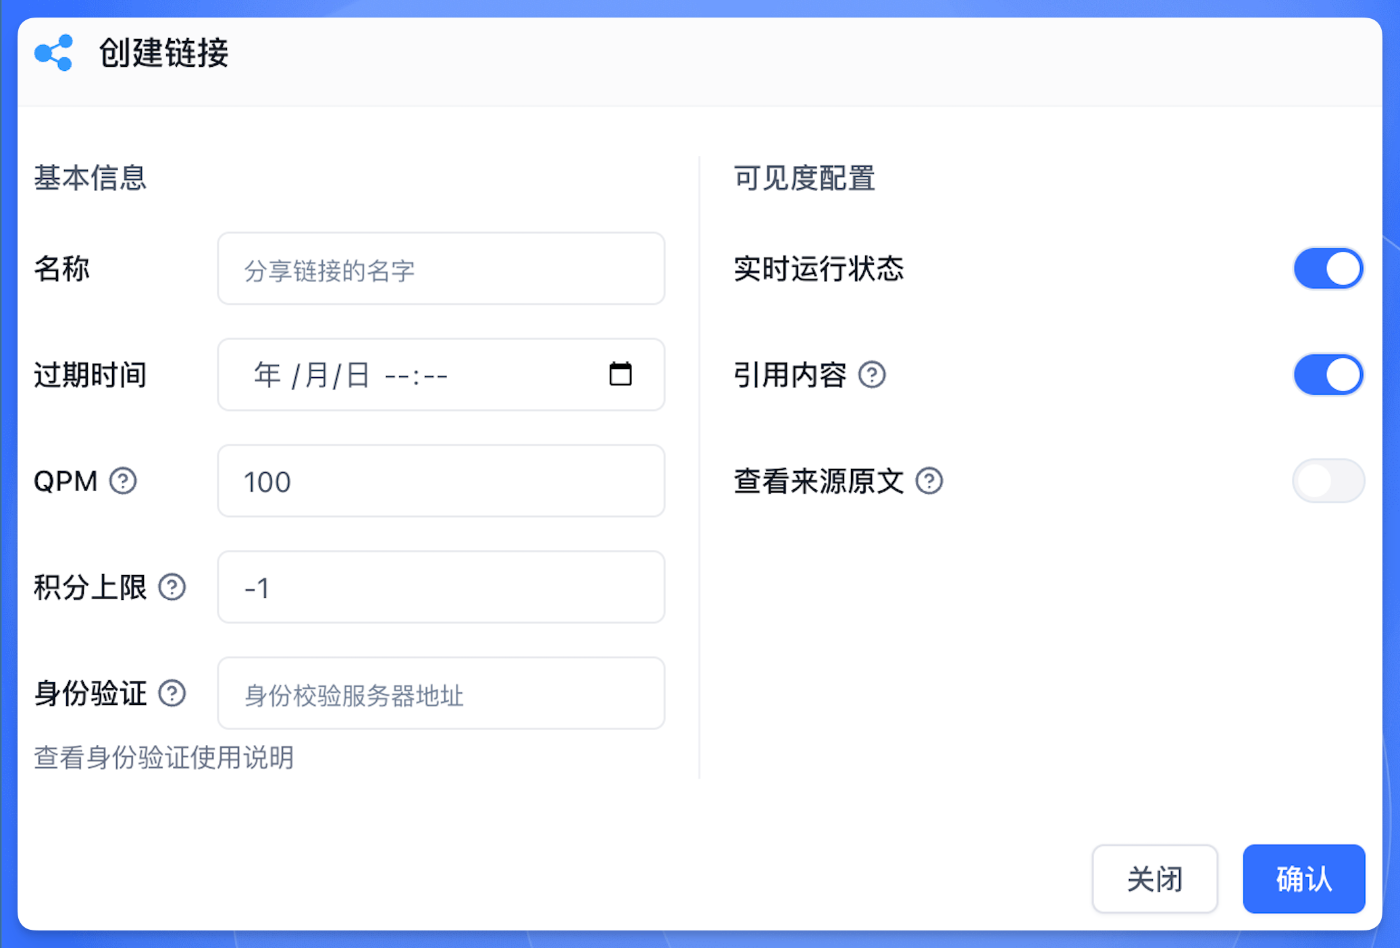 创建链接
基本信息
名称
分享链接的名字
过期时间
年 /月/日 --:--
QPM
100
积分上限
-1
身份验证
身份校验服务器地址
查看身份验证使用说明
可见度配置
实时运行状态
引用内容
查看来源原文
关闭
确认